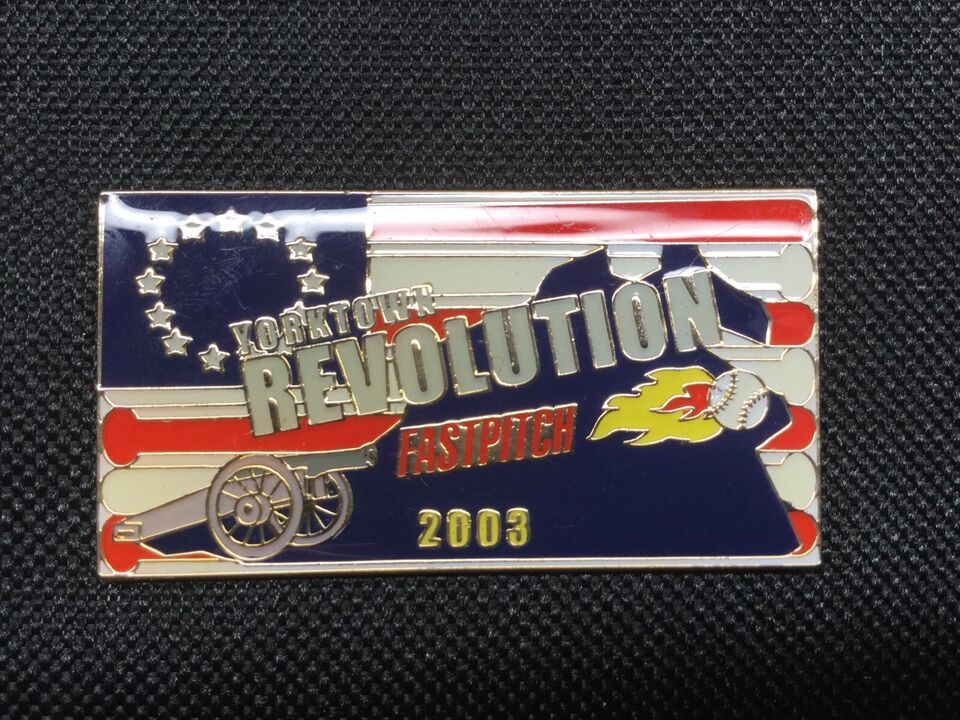 YORKTOWN
REVOLUTION
FASTPITCH
2003